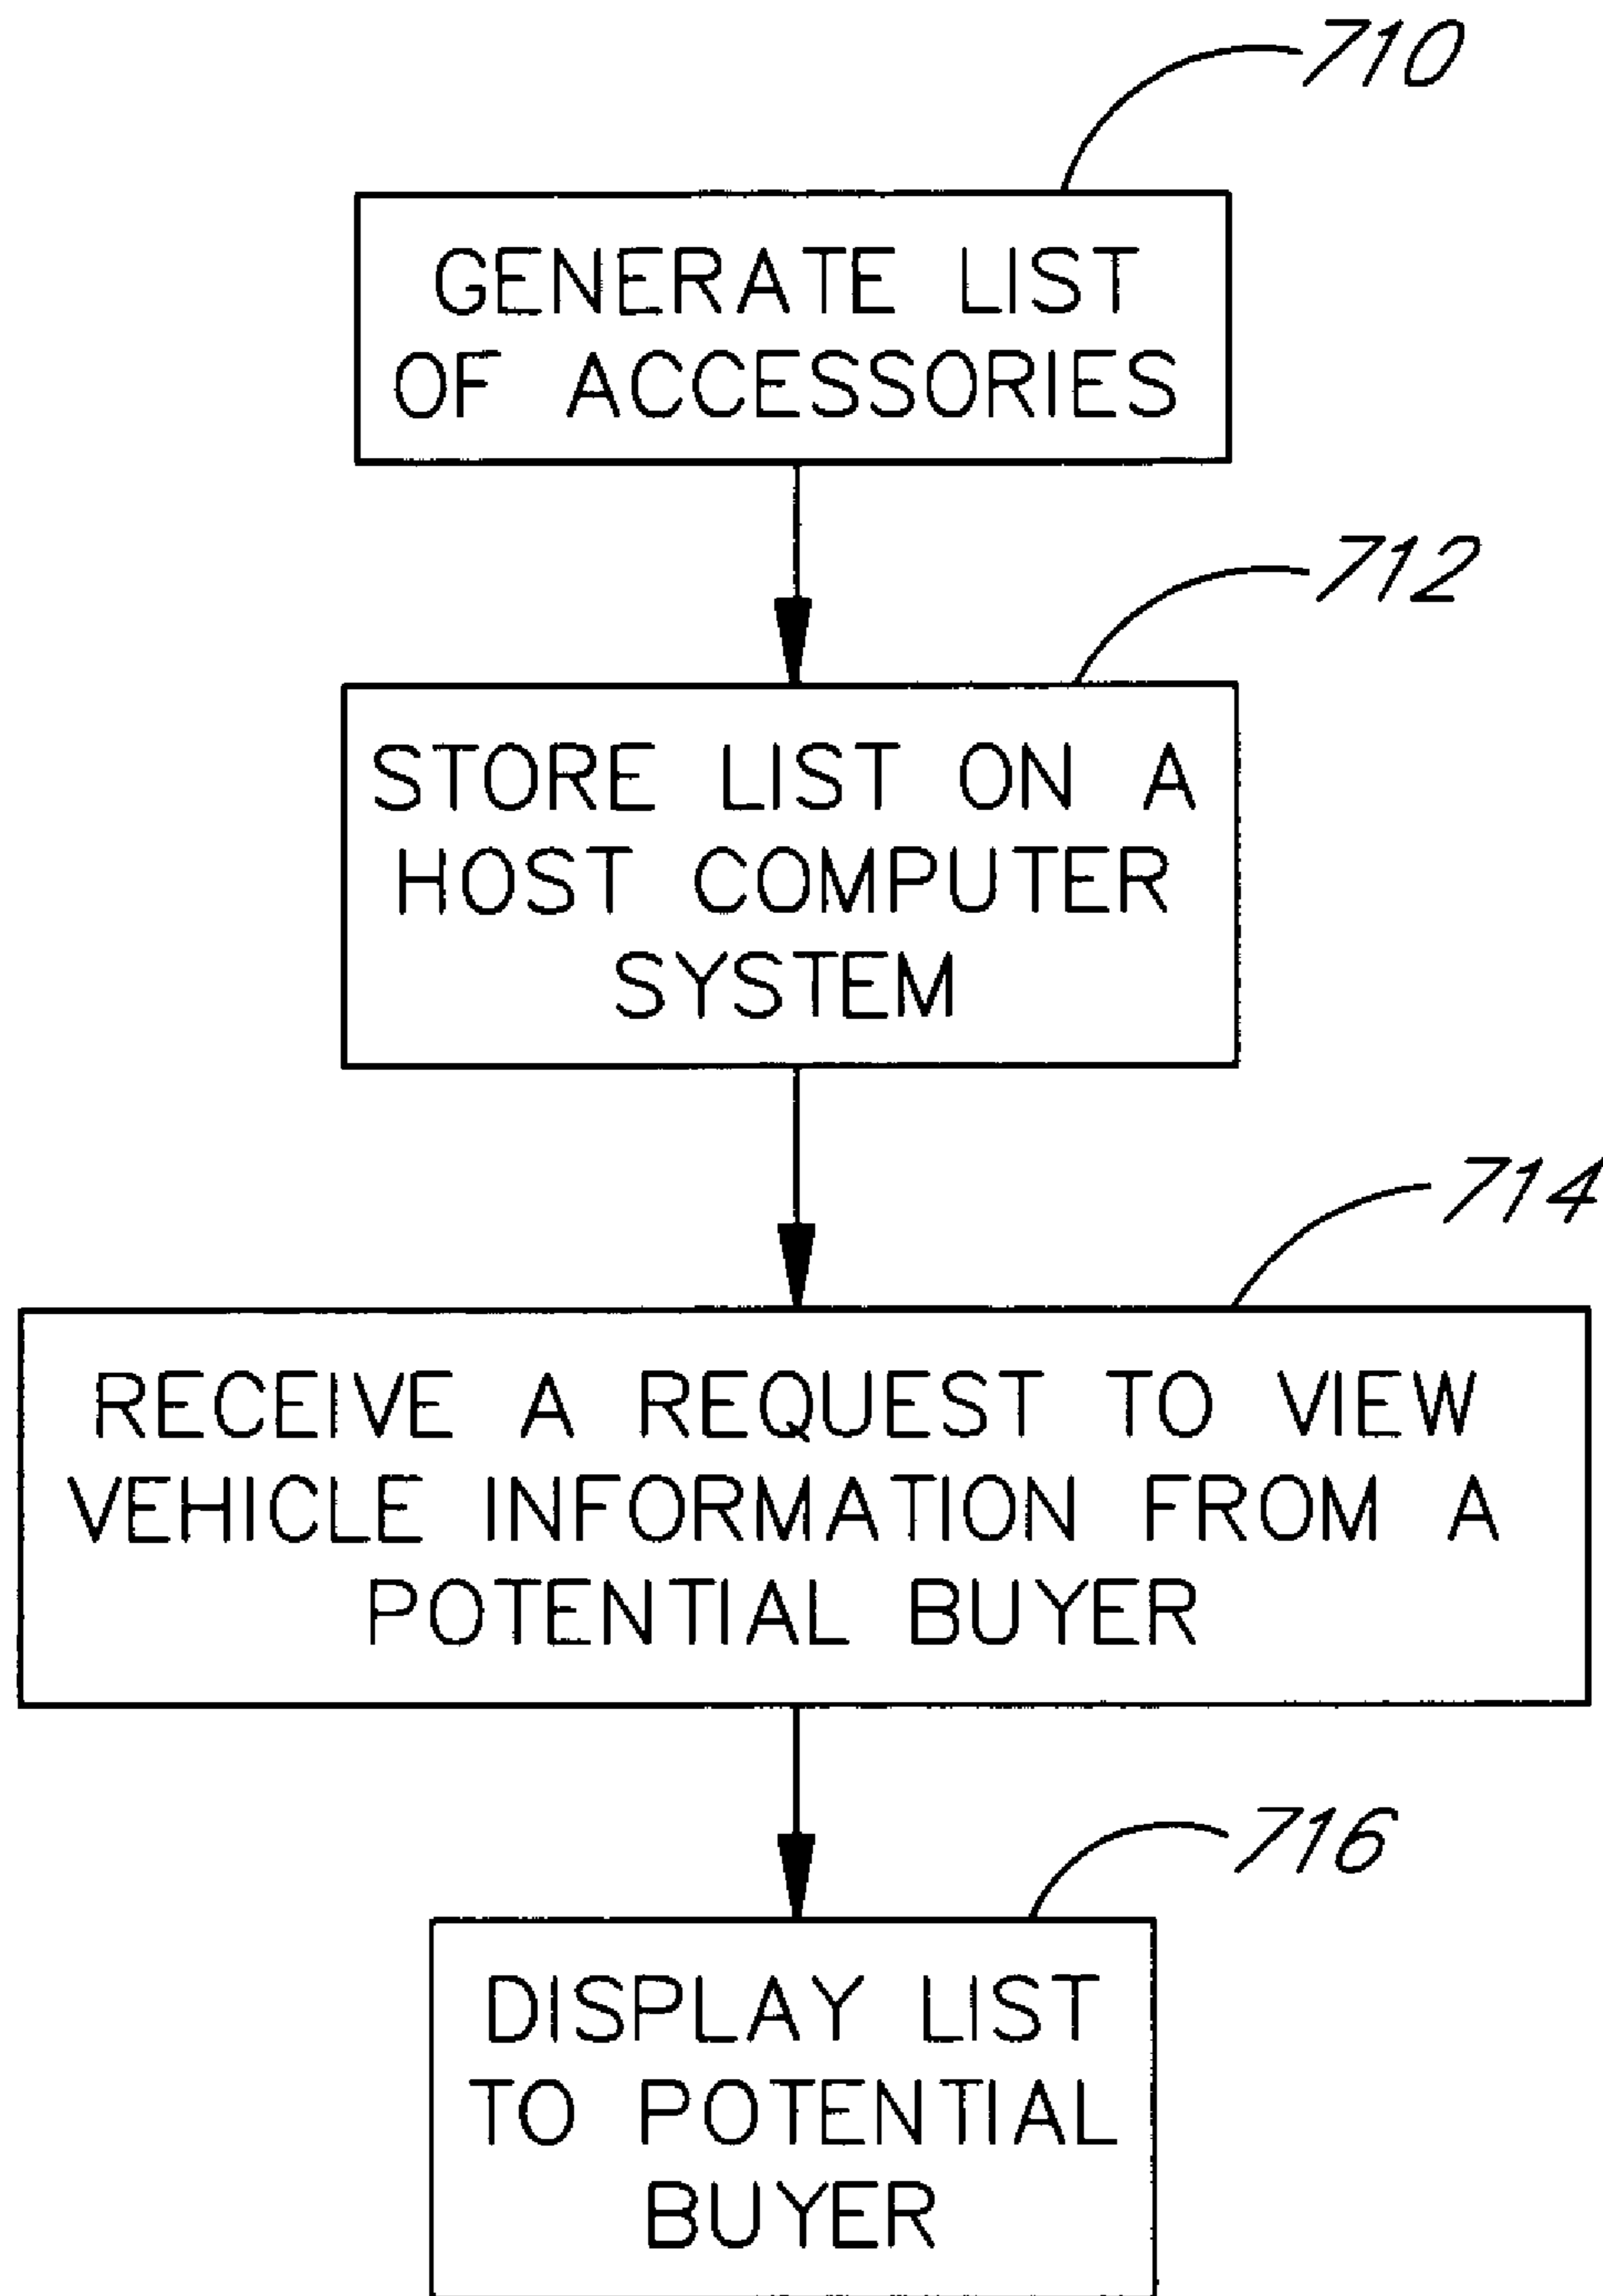 710
GENERATE LIST
OF ACCESSORIES
712
STORE LIST ON A
HOST COMPUTER
SYSTEM
714
RECEIVE A REQUEST TO VIEW
VEHICLE INFORMATION FROM A
POTENTIAL BUYER
716
DISPLAY LIST
TO POTENTIAL
BUYER